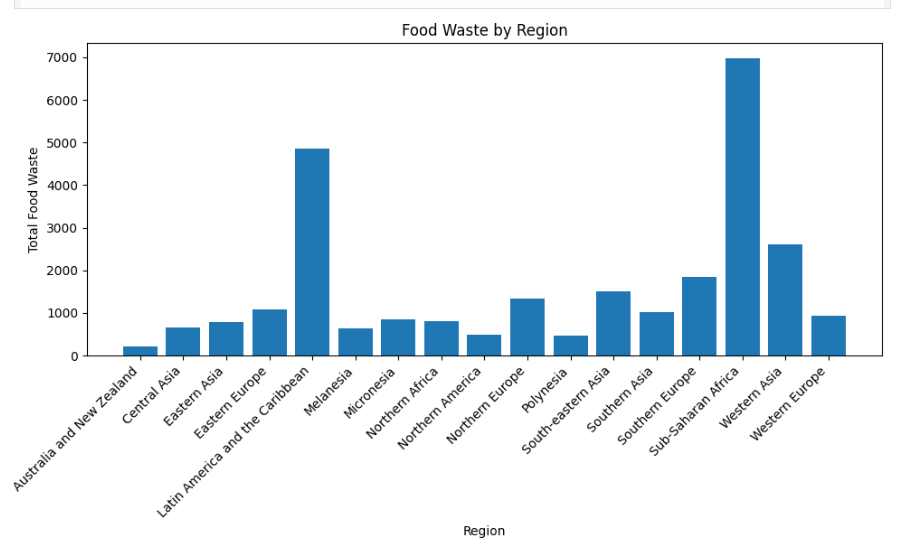 Food Waste by Region
Total Food Waste
7000
6000
5000
4000
3000
2000
1000
0
Australia and New Zealand
Central Asia
Eastern Asia
Eastern Europe
Latin America and the Caribbean
Melanesia
Micronesia
Northern Africa
Northern America
Northern Europe
Polynesia
South-eastern Asia
Southern Asia
Southern Europe
Sub-Saharan Africa
Western Asia
Western Europe
Region